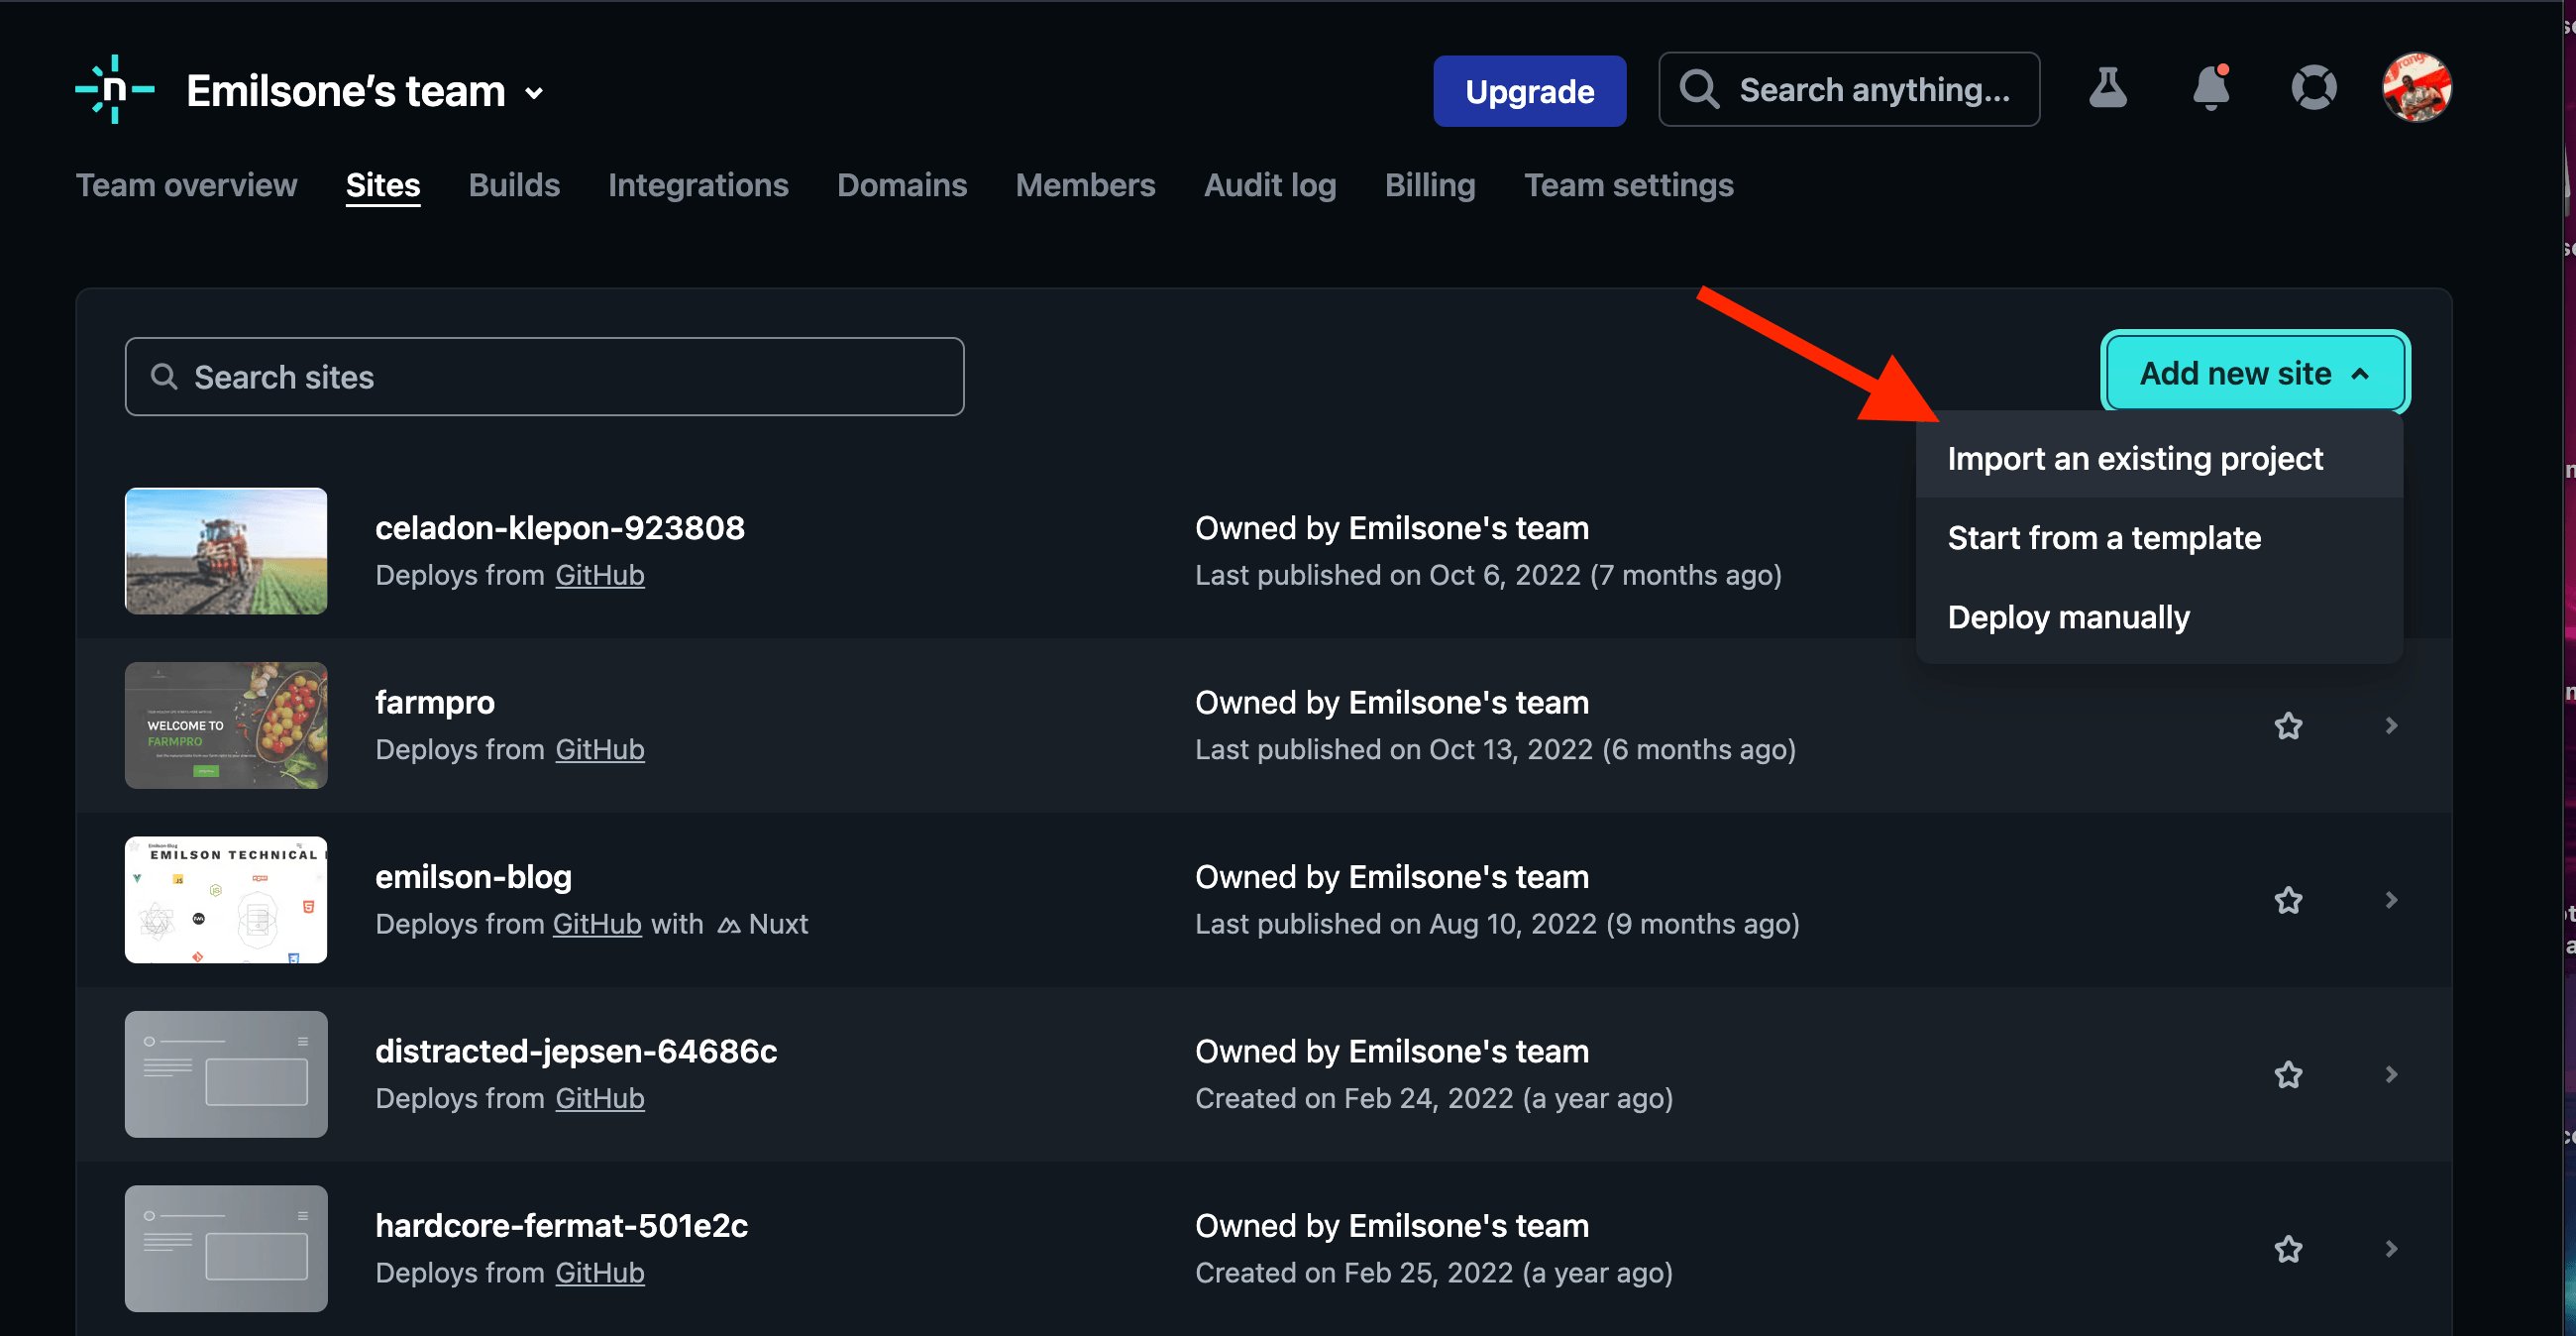 n Emilsone’s team
Upgrade
Search anything...
Team overview Sites Builds Integrations Domains Members Audit log Billing Team settings
Search sites
Add new site
Import an existing project
Start from a template
Deploy manually
celadon-klepon-923808
Deploys from GitHub
Owned by Emilsone's team
Last published on Oct 6, 2022 (7 months ago)
WELCOME TO
FARMPRO
farmpro
Deploys from GitHub
Owned by Emilsone's team
Last published on Oct 13, 2022 (6 months ago)
EMILSON TECHNICAL
emilson-blog
Deploys from GitHub with Nuxt
Owned by Emilsone's team
Last published on Aug 10, 2022 (9 months ago)
distracted-jepsen-64686c
Deploys from GitHub
Owned by Emilsone's team
Created on Feb 24, 2022 (a year ago)
hardcore-fermat-501e2c
Deploys from GitHub
Owned by Emilsone's team
Created on Feb 25, 2022 (a year ago)